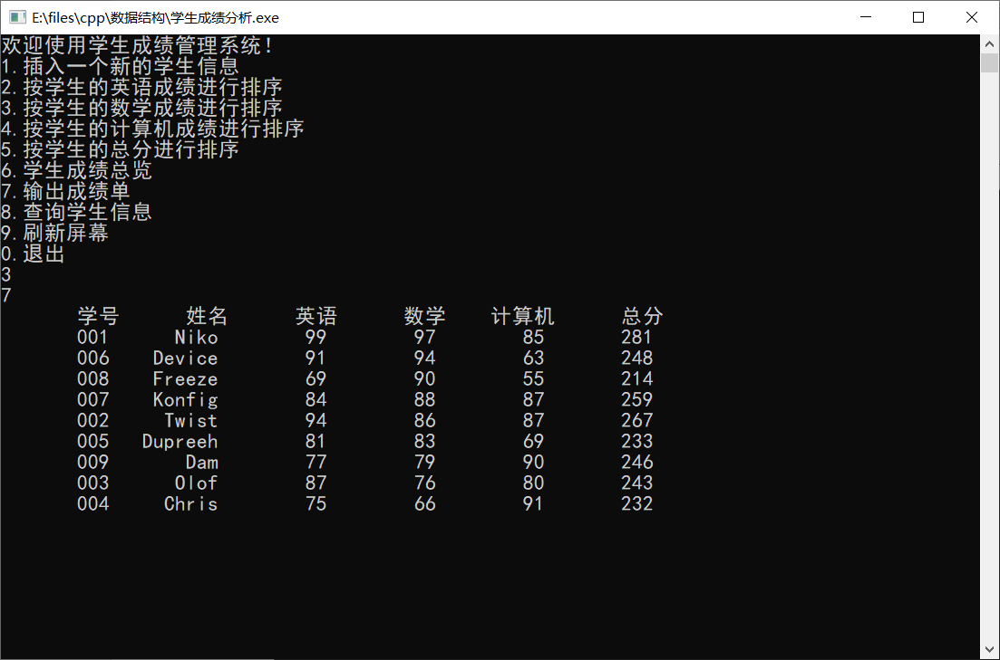 E:\files\cpp\数据结构\学生成绩分析.exe
欢迎使用学生成绩管理系统!
1.插入一个新的学生信息
2.按学生的英语成绩进行排序
3.按学生的数学成绩进行排序
4.按学生的计算机成绩进行排序
5.按学生的总分进行排序
6.学生成绩总览
7.输出成绩单
8.查询学生信息
9.刷新屏幕
0.退出
3
7
学号 姓名 英语 数学 计算机 总分
001 Niko 99 97 85 281
006 Device 91 94 63 248
008 Freeze 69 90 55 214
007 Konfig 84 88 87 259
002 Twist 94 86 87 267
005 Dupreeh 81 83 69 233
009 Dam 77 79 90 246
003 Olof 87 76 80 243
004 Chris 75 66 91 232